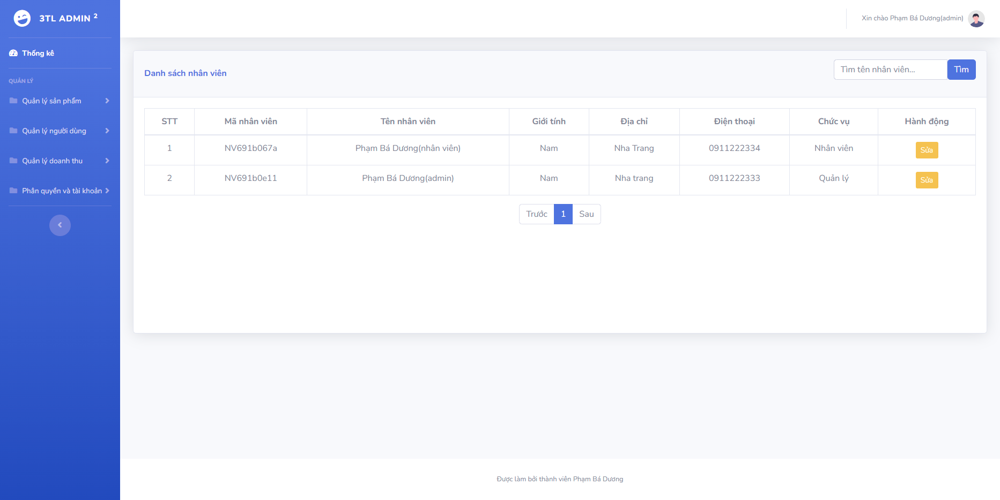 3TL ADMIN 2
Xin chào Phạm Bá Dương(admin)
Thống kê
QUẢN LÝ
Quản lý sản phẩm
Quản lý người dùng
Quản lý doanh thu
Phân quyền và tài khoản
Danh sách nhân viên
Tìm tên nhân viên...
Tìm
STT Mã nhân viên Tên nhân viên Giới tính Địa chỉ Điện thoại Chức vụ Hành động
1 NV691b067a Phạm Bá Dương(nhân viên) Nam Nha Trang 0911222334 Nhân viên Sửa
2 NV691b0e11 Phạm Bá Dương(admin) Nam Nha trang 0911222333 Quản lý Sửa
Trước 1 Sau
Được làm bởi thành viên Phạm Bá Dương